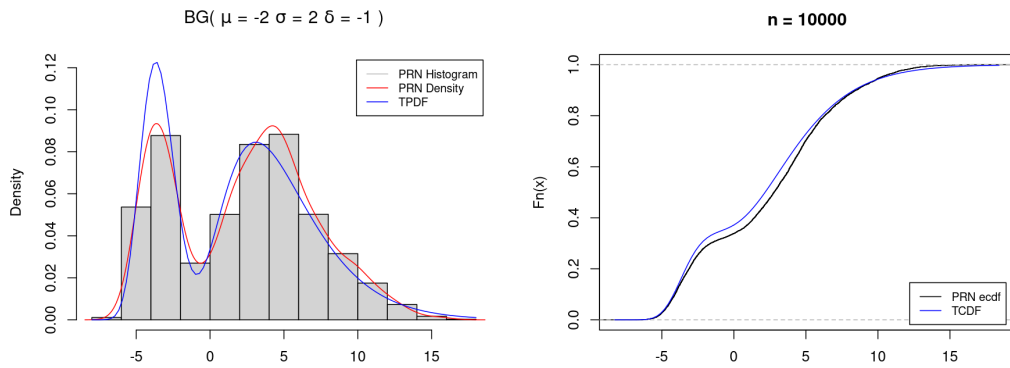 BG( μ = -2 σ = 2 δ = -1 )
Density
0.00 0.02 0.04 0.06 0.08 0.10 0.12
-5 0 5 10 15
PRN Histogram
PRN Density
TPDF
n = 10000
Fn(x)
0.0 0.2 0.4 0.6 0.8 1.0
-5 0 5 10 15
PRN ecdf
TCDF